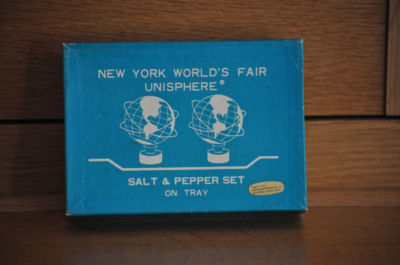 NEW YORK WORLD'S FAIR
UNISPHERE®
SALT & PEPPER SET
ON TRAY